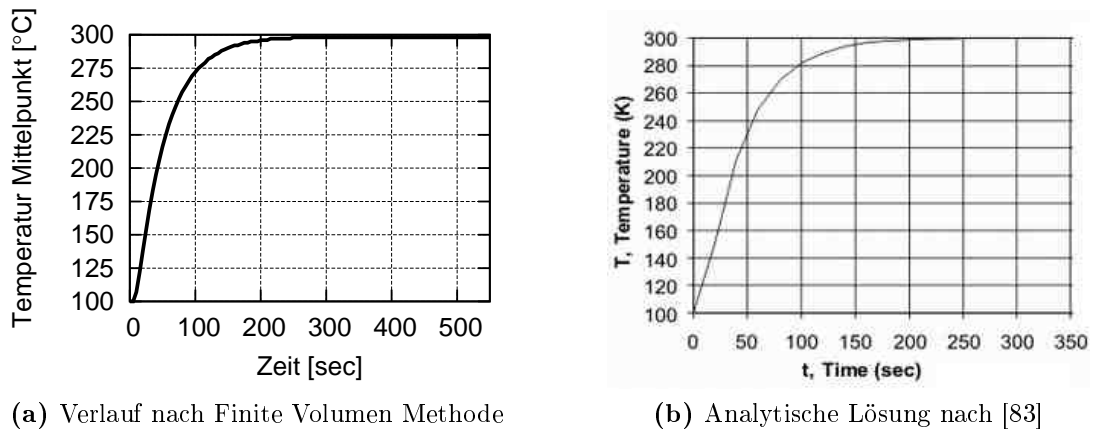 Temperatur Mittelpunkt [°C]
300
275
250
225
200
175
150
125
100
0 100 200 300 400 500
Zeit [sec]
(a) Verlauf nach Finite Volumen Methode
T, Temperature (K)
300
280
260
240
220
200
180
160
140
120
100
0 50 100 150 200 250 300 350
t, Time (sec)
(b) Analytische Lösung nach [83]